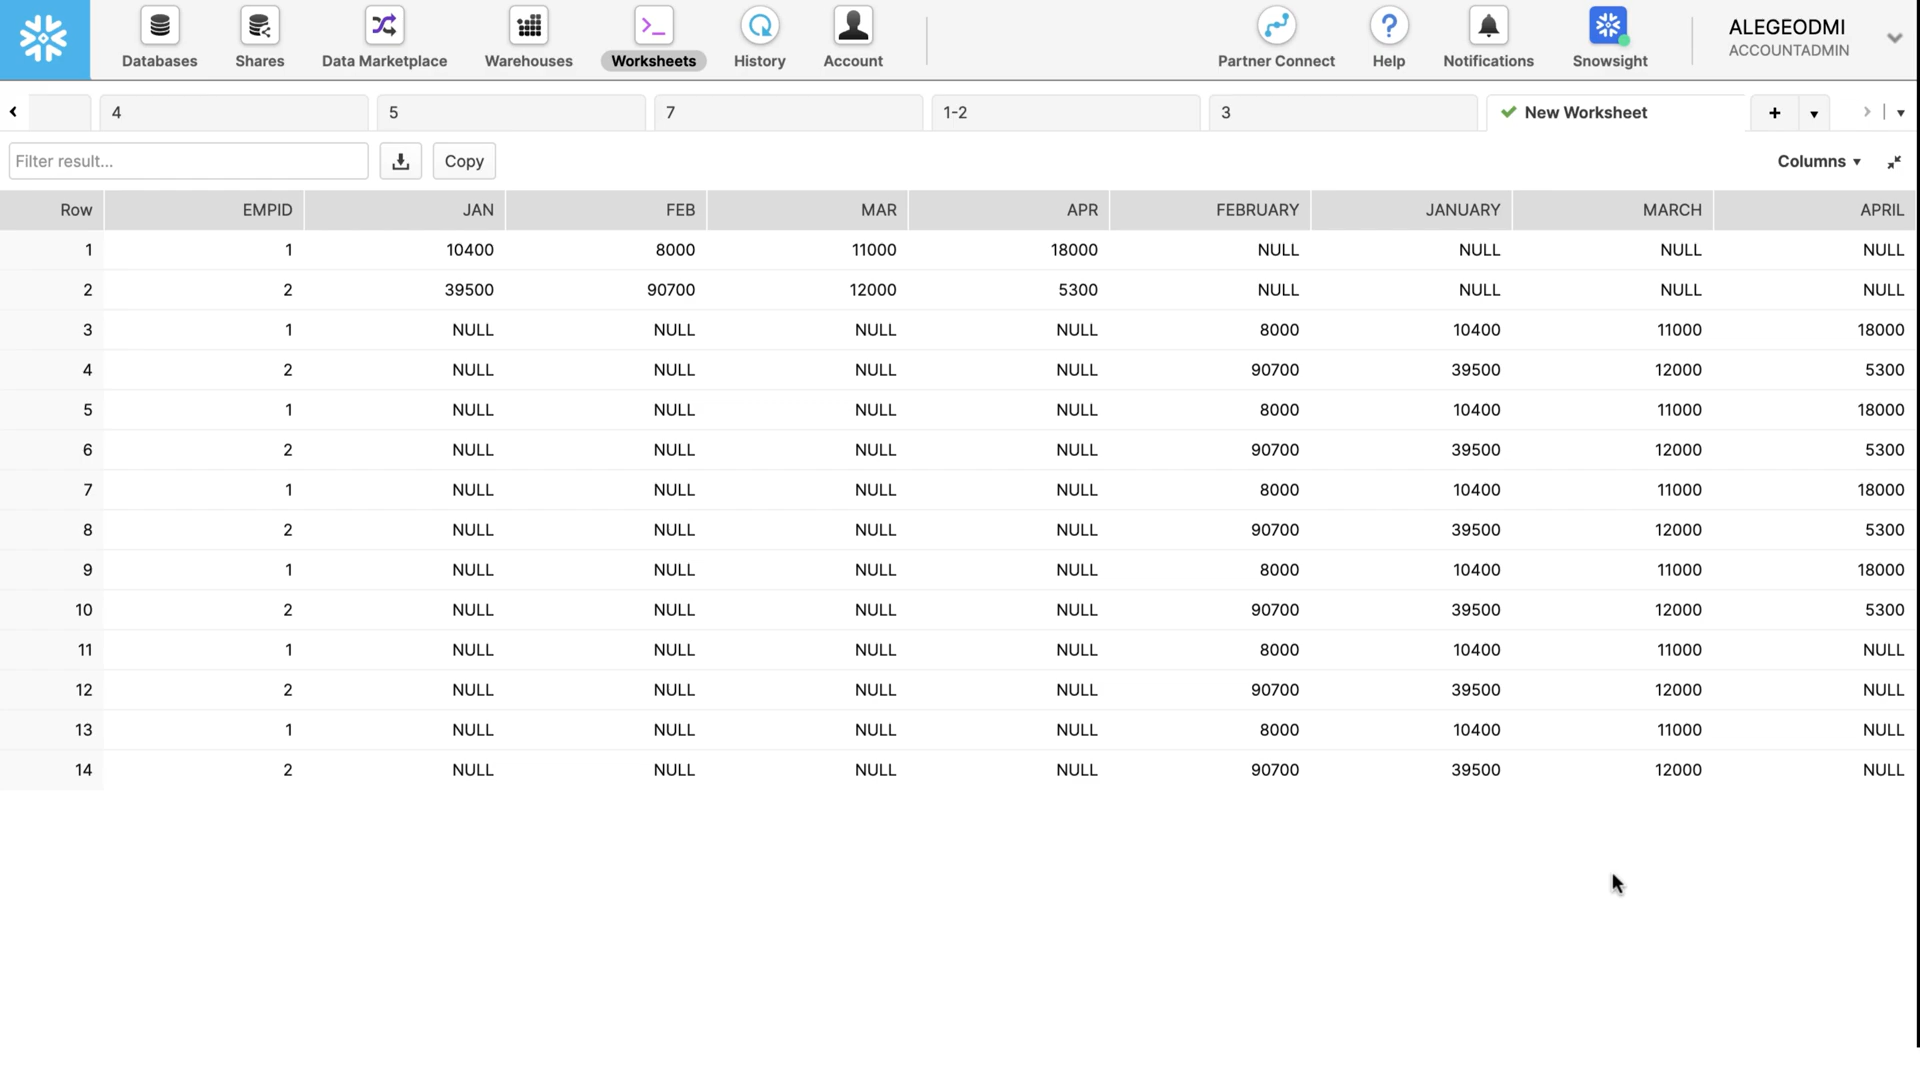 Databases Shares Data Marketplace Warehouses Worksheets History Account Partner Connect Help Notifications Snowsight ALEGEODMI
ACCOUNTADMIN
4 5 7 1-2 3 New Worksheet
Filter result... Copy Columns
Row EMPID JAN FEB MAR APR FEBRUARY JANUARY MARCH APRIL
1 1 10400 8000 11000 18000 NULL NULL NULL NULL
2 2 39500 90700 12000 5300 NULL NULL NULL NULL
3 1 NULL NULL NULL NULL 8000 10400 11000 18000
4 2 NULL NULL NULL NULL 90700 39500 12000 5300
5 1 NULL NULL NULL NULL 8000 10400 11000 18000
6 2 NULL NULL NULL NULL 90700 39500 12000 5300
7 1 NULL NULL NULL NULL 8000 10400 11000 18000
8 2 NULL NULL NULL NULL 90700 39500 12000 5300
9 1 NULL NULL NULL NULL 8000 10400 11000 18000
10 2 NULL NULL NULL NULL 90700 39500 12000 5300
11 1 NULL NULL NULL NULL 8000 10400 11000 NULL
12 2 NULL NULL NULL NULL 90700 39500 12000 NULL
13 1 NULL NULL NULL NULL 8000 10400 11000 NULL
14 2 NULL NULL NULL NULL 90700 39500 12000 NULL